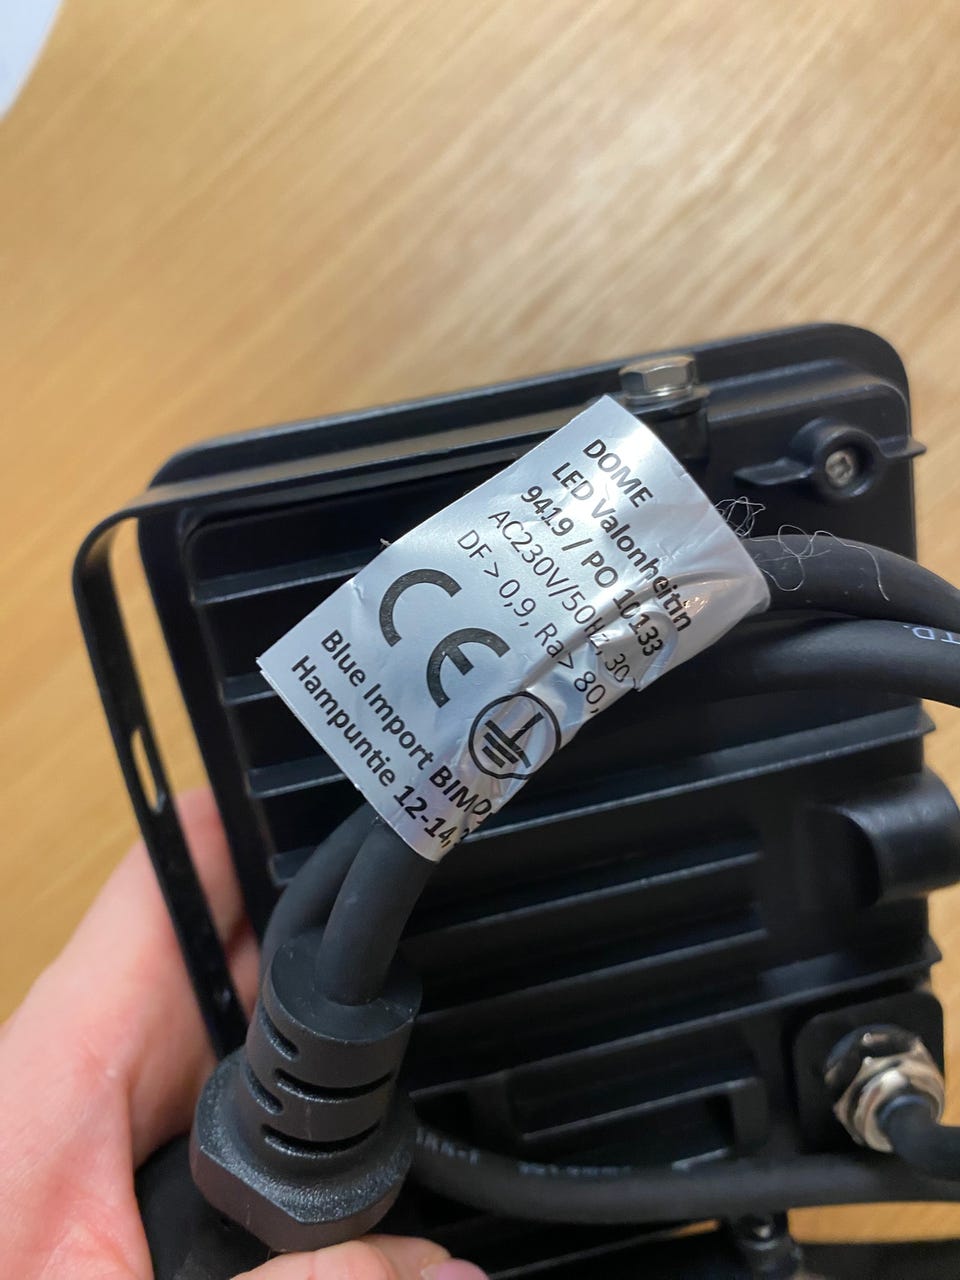 DOME
LED Valonheitin
9419 / PO 10133
AC230V/50Hz, 30
DF > 0,9, Ra> 80,
CE
Blue Import BIMO
Hampuntie 12-14,